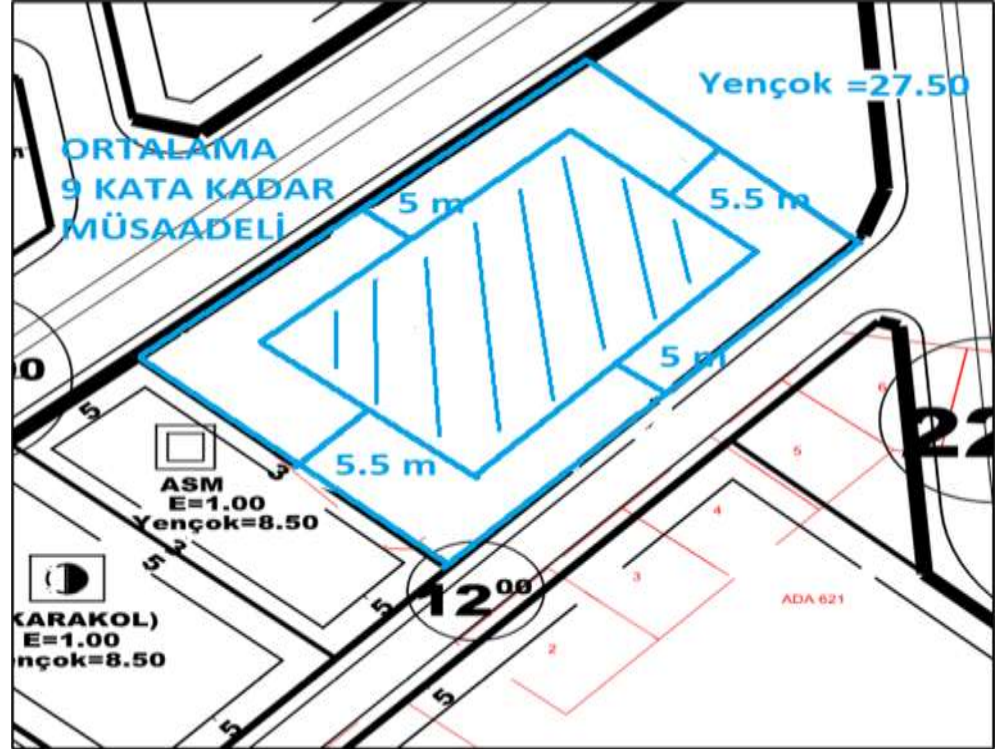 Yençok =27.50
ORTALAMA
9 KATA KADAR
MÜSAADELİ
5 m
5.5 m
5 m
5.5 m
5
3
ASM
E=1.00
Yençok=8.50
3
5
5
KARAKOL)
E=1.00
nçok=8.50
5
5
12⁰⁰
22
6
5
4
3
2
ADA 621